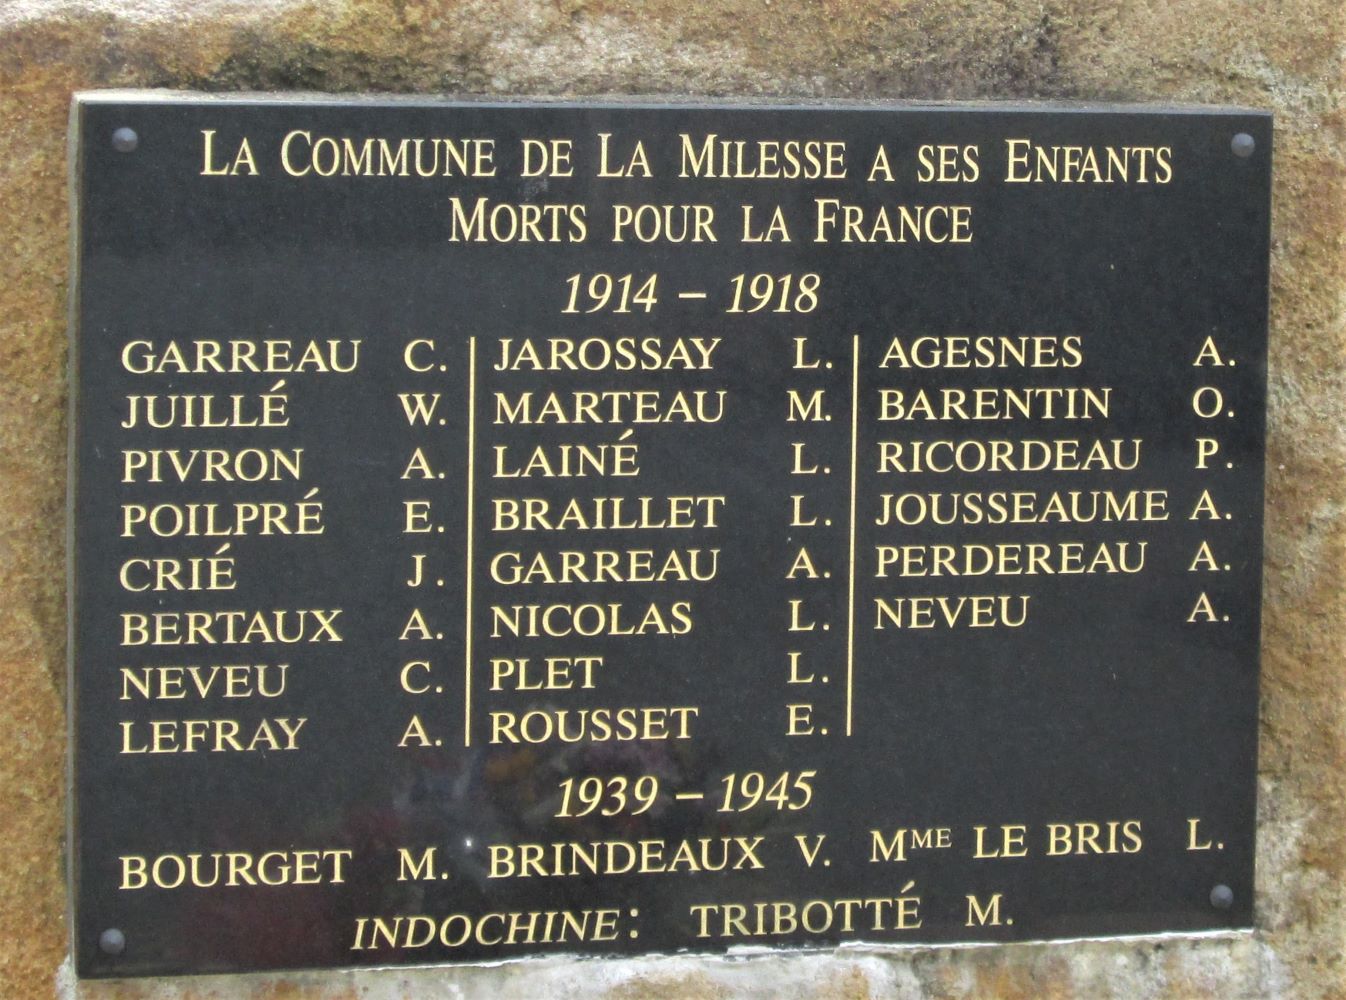 LA COMMUNE DE LA MILESSE A SES ENFANTS
MORTS POUR LA FRANCE
1914 – 1918
GARREAU C.
JUILLÉ W.
PIVRON A.
POILPRÉ E.
CRIÉ J.
BERTAUX A.
NEVEU C.
LEFRAY A.
JAROSSAY L.
MARTEAU M.
LAINÉ L.
BRAILLET L.
GARREAU A.
NICOLAS L.
PLET L.
ROUSSET E.
AGESNES A.
BARENTIN O.
RICORDEAU P.
JOUSSEAUME A.
PERDEREAU A.
NEVEU A.
1939 – 1945
BOURGET M. BRINDEAUX V. MME LE BRIS L.
INDOCHINE : TRIBOTTÉ M.